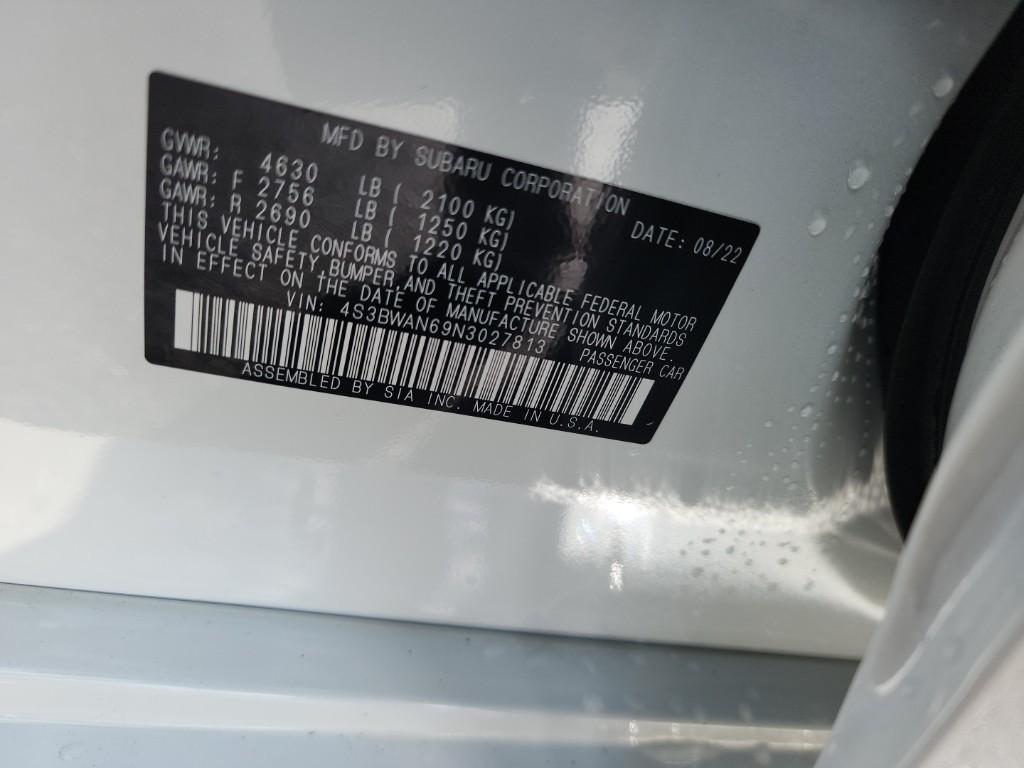 MFD BY SUBARU CORPORATION DATE: 08/22
GVWR: 4630 LB ( 2100 KG)
GAWR: F 2756 LB ( 1250 KG)
GAWR: R 2690 LB ( 1220 KG)
THIS VEHICLE CONFORMS TO ALL APPLICABLE FEDERAL MOTOR
VEHICLE SAFETY,BUMPER,AND THEFT PREVENTION STANDARDS
IN EFFECT ON THE DATE OF MANUFACTURE SHOWN ABOVE.
VIN: 4S3BWAN69N3027813 PASSENGER CAR
ASSEMBLED BY SIA INC. MADE IN U.S.A.